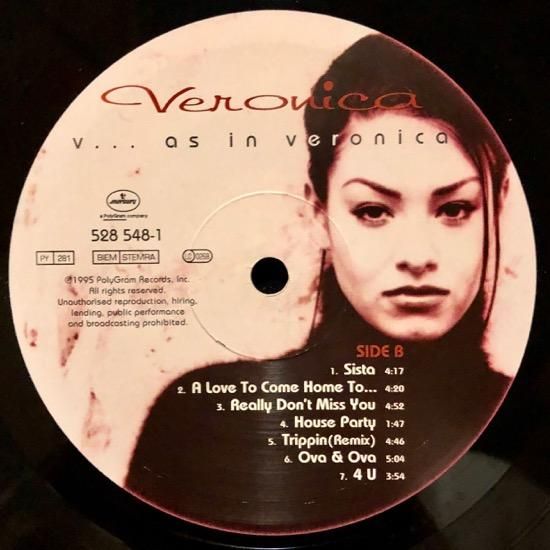 Veronica
v... as in veronica
mercury
a PolyGram company
528 548-1
PY 281 BIEM STEMRA LC 0268
℗1995 PolyGram Records, Inc.
All rights reserved.
Unauthorised reproduction, hiring,
lending, public performance
and broadcasting prohibited.
SIDE B
1. Sista 4:17
2. A Love To Come Home To... 4:20
3. Really Don't Miss You 4:52
4. House Party 1:47
5. Trippin(Remix) 4:46
6. Ova & Ova 5:04
7. 4 U 3:54